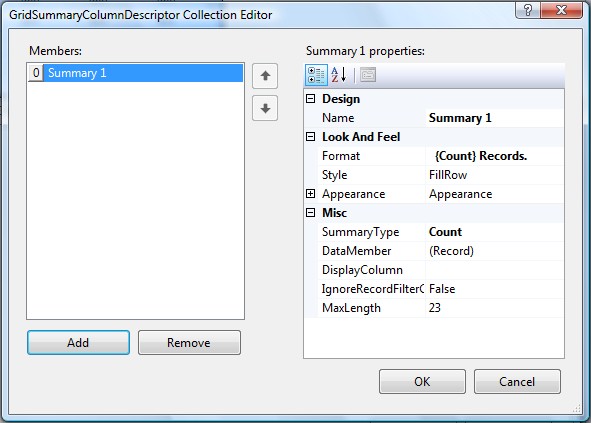 GridSummaryColumnDescriptor Collection Editor
Members:
0 Summary 1
Summary 1 properties:
Design
Name Summary 1
Look And Feel
Format {Count} Records.
Style FillRow
Appearance Appearance
Misc
SummaryType Count
DataMember (Record)
DisplayColumn
IgnoreRecordFilterC False
MaxLength 23
Add Remove
OK Cancel